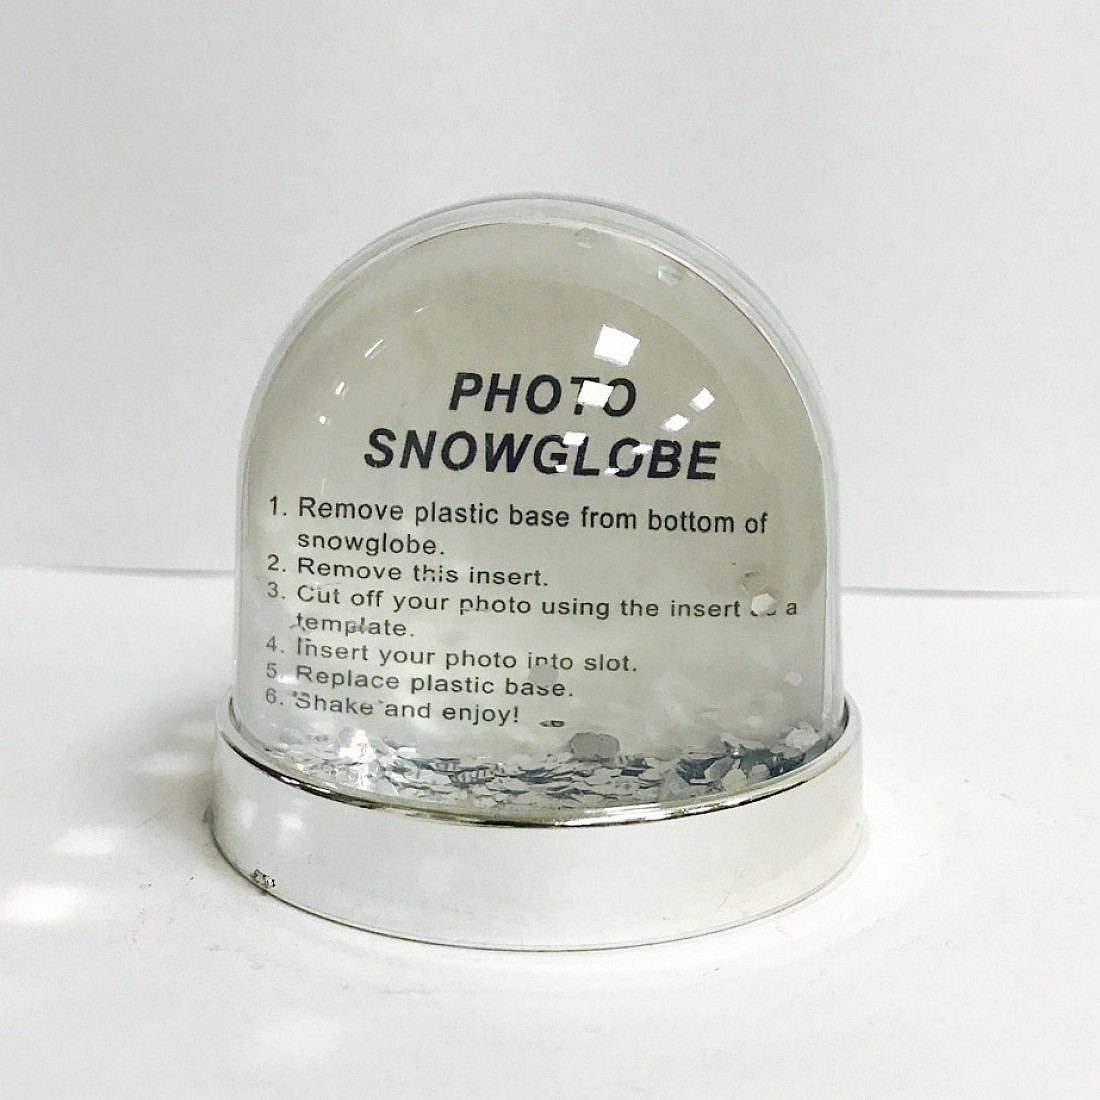 PHOTO
SNOWGLOBE
1. Remove plastic base from bottom of
snowglobe.
2. Remove this insert.
3. Cut off your photo using the insert as a
template.
4. Insert your photo into slot.
5. Replace plastic base.
6. Shake and enjoy!